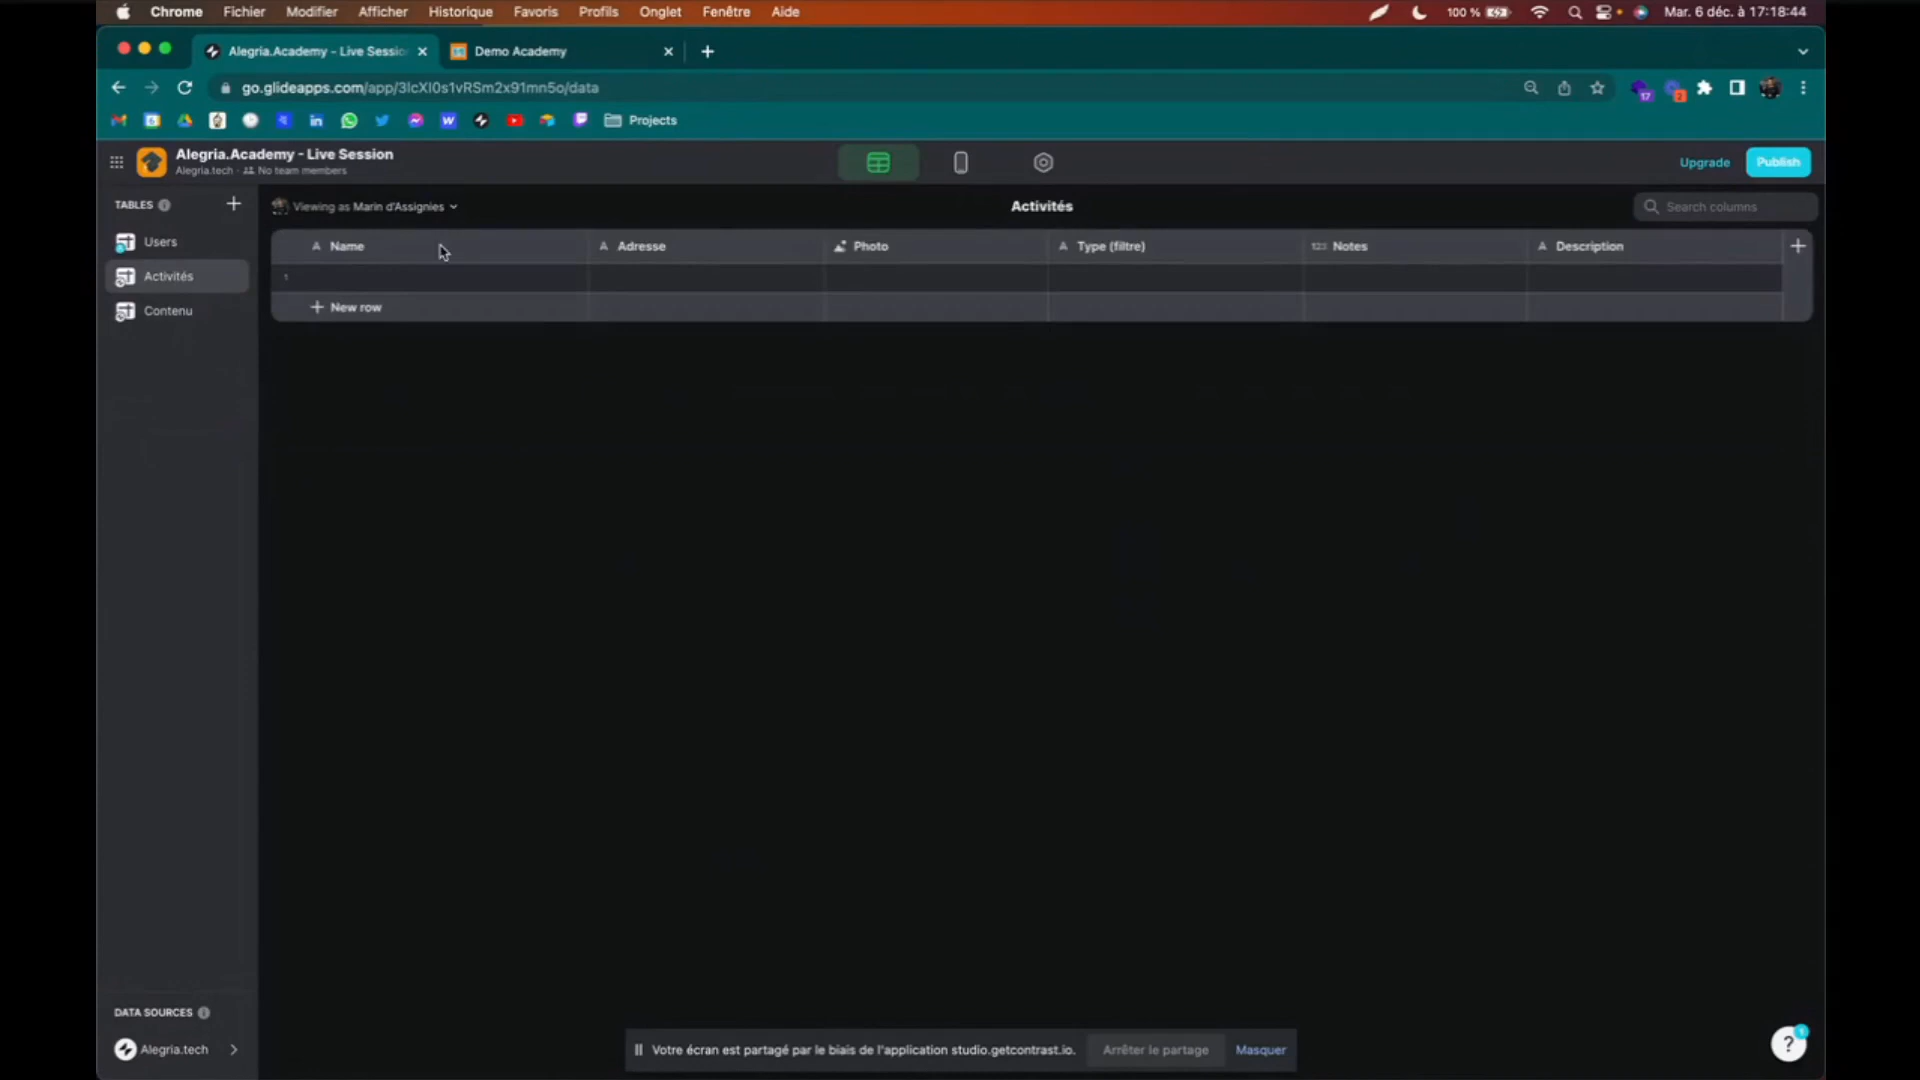 Chrome Fichier Modifier Afficher Historique Favoris Profils Onglet Fenêtre Aide 100 % Mar. 6 déc. à 17:18:44
Alegria.Academy - Live Sessio Demo Academy
go.glideapps.com/app/3lcXl0s1vRSm2x91mn5o/data
Projects
Alegria.Academy - Live Session
Alegria.tech · No team members
Upgrade Publish
TABLES
Viewing as Marin d'Assignies Activités Search columns
Users
Activités
Contenu
Name Adresse Photo Type (filtre) Notes Description
1
New row
DATA SOURCES
Alegria.tech
Votre écran est partagé par le biais de l'application studio.getcontrast.io. Arrêter le partage Masquer
?